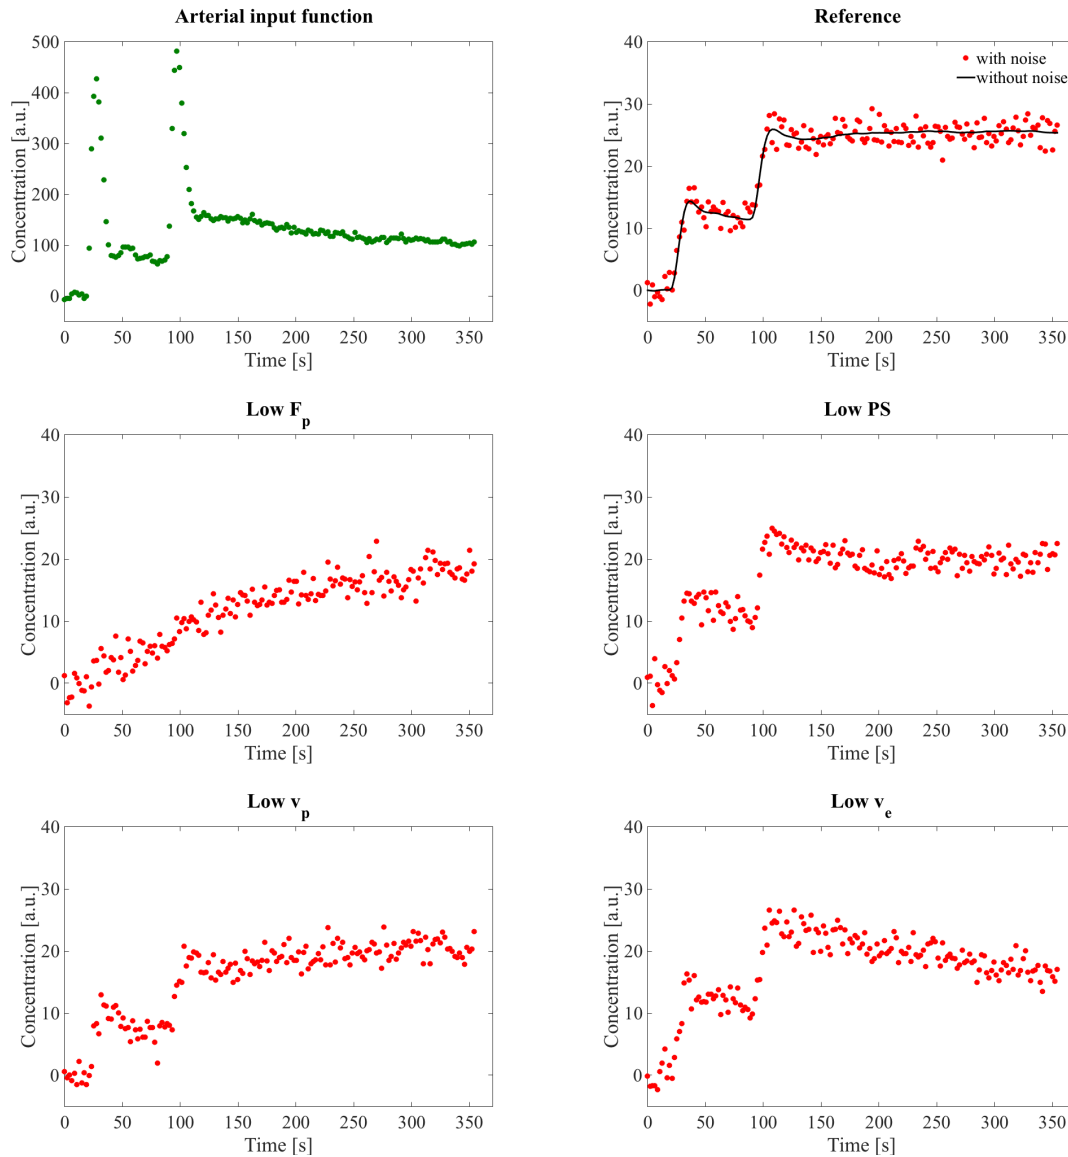 Arterial input function
500
400
300
200
100
0
Concentration [a.u.]
0 50 100 150 200 250 300 350
Time [s]
Reference
40
30
20
10
0
Concentration [a.u.]
with noise
without noise
0 50 100 150 200 250 300 350
Time [s]
Low F_p
40
30
20
10
0
Concentration [a.u.]
0 50 100 150 200 250 300 350
Time [s]
Low PS
40
30
20
10
0
Concentration [a.u.]
0 50 100 150 200 250 300 350
Time [s]
Low v_p
40
30
20
10
0
Concentration [a.u.]
0 50 100 150 200 250 300 350
Time [s]
Low v_e
40
30
20
10
0
Concentration [a.u.]
0 50 100 150 200 250 300 350
Time [s]